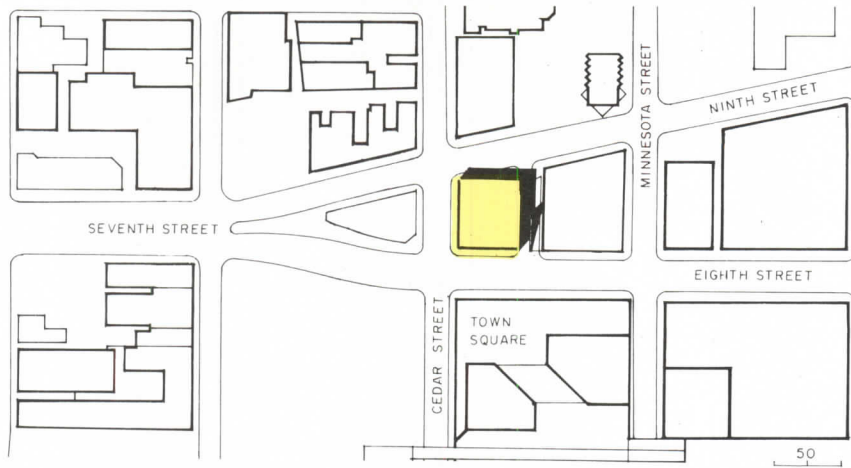 MINNESOTA STREET
NINTH STREET
SEVENTH STREET
EIGHTH STREET
CEDAR STREET
TOWN
SQUARE
50